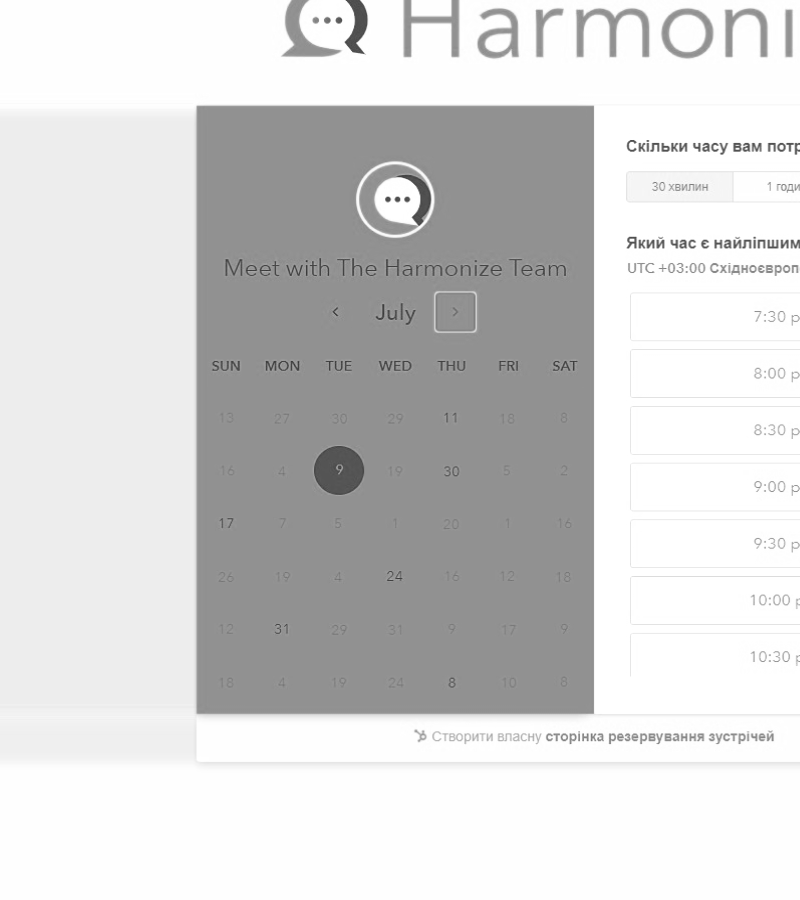 Harmoni
Meet with The Harmonize Team
July
SUN MON TUE WED THU FRI SAT
13 27 30 29 11 18 8
16 4 9 19 30 5 2
17 7 5 1 20 1 16
26 19 4 24 16 12 18
12 31 29 31 9 17 9
18 4 19 24 8 10 8
Скільки часу вам потр
30 хвилин 1 годи
Який час є найліпшим
UTC +03:00 Східноєвроп
7:30 p
8:00 p
8:30 p
9:00 p
9:30 p
10:00 p
10:30 p
Створити власну сторінка резервування зустрічей